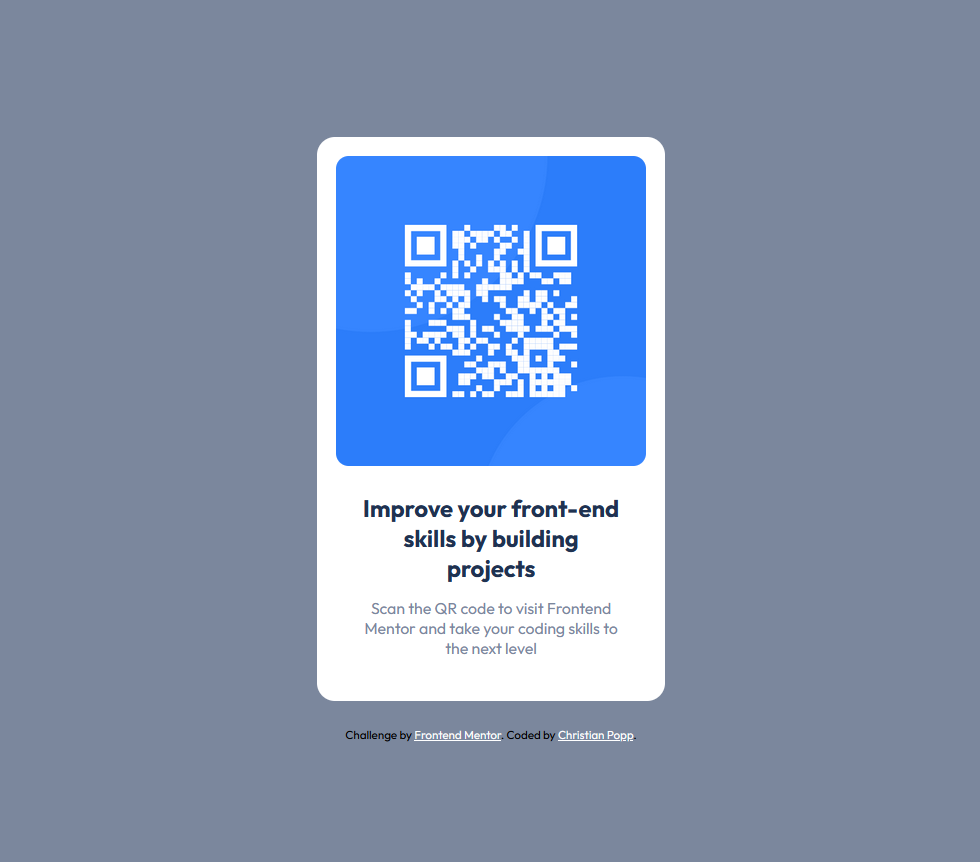 Improve your front-end
skills by building
projects
Scan the QR code to visit Frontend
Mentor and take your coding skills to
the next level
Challenge by Frontend Mentor. Coded by Christian Popp.